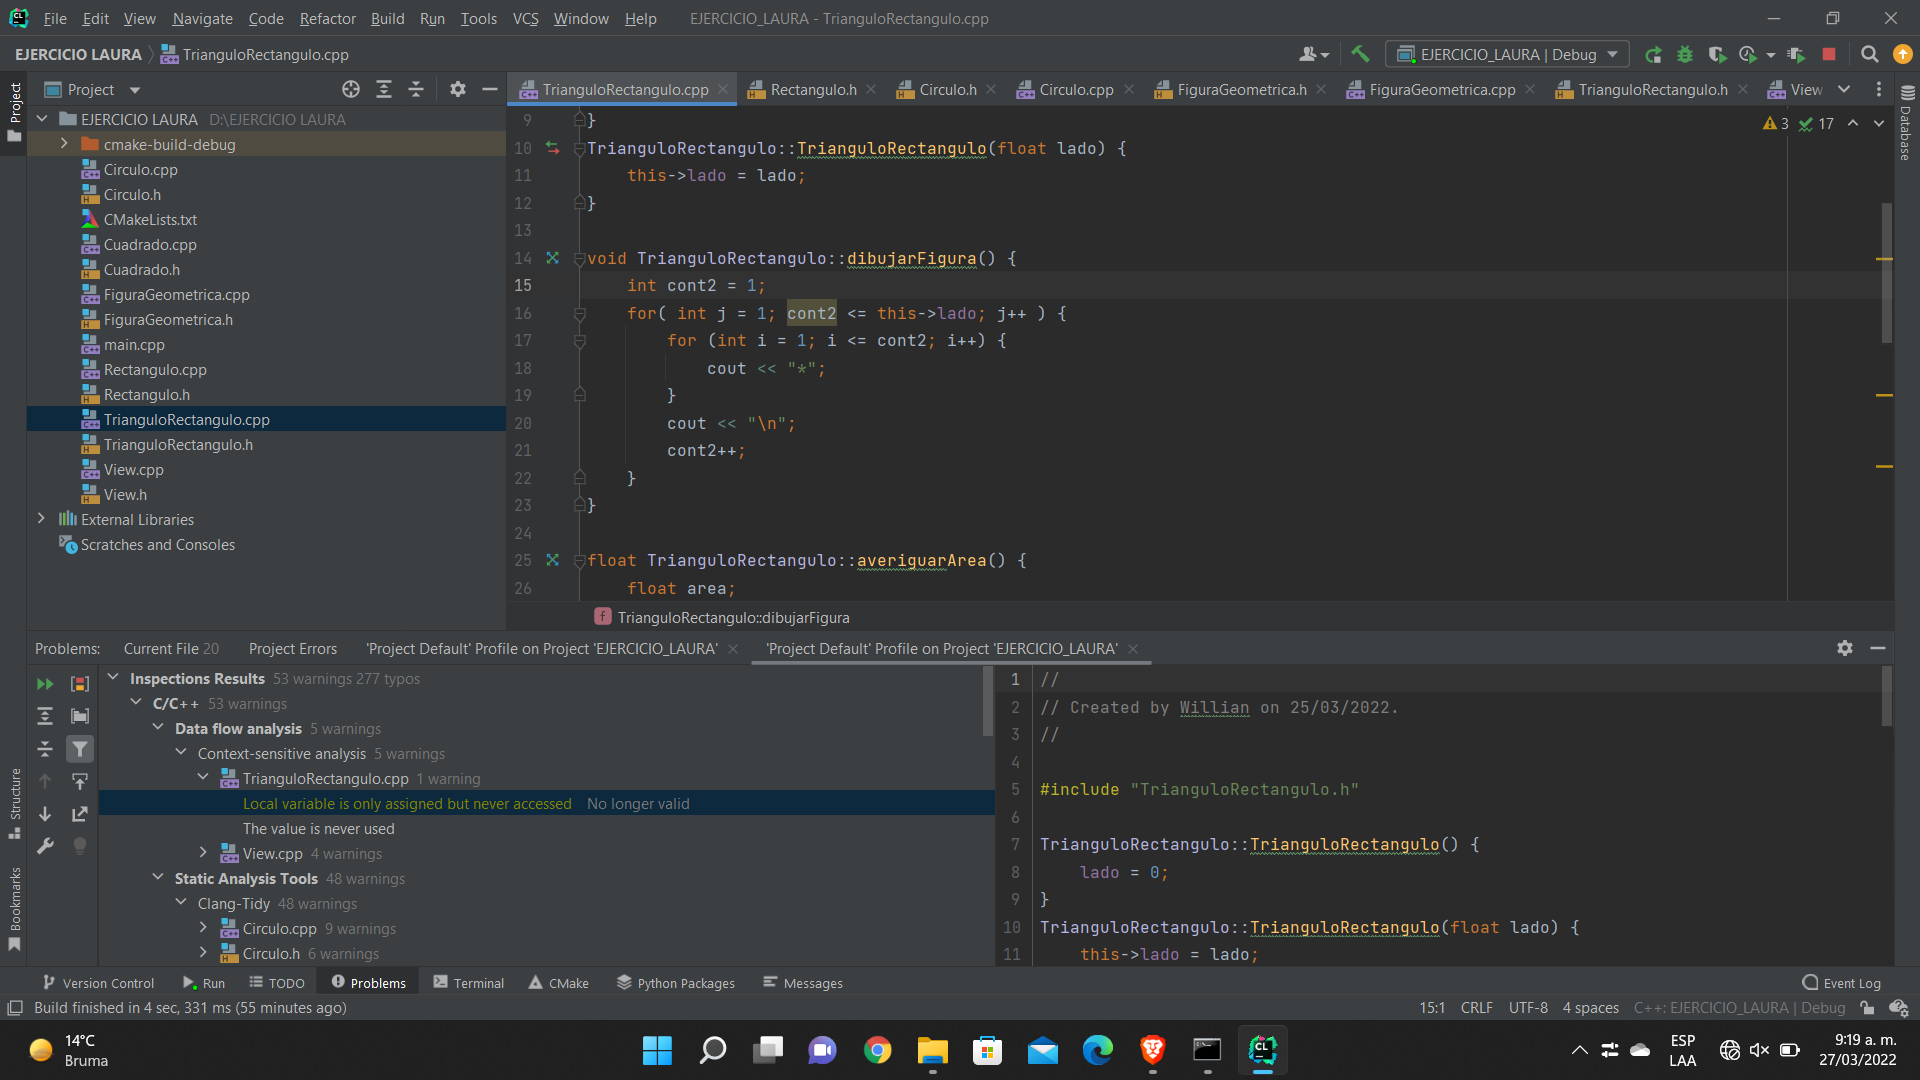 File Edit View Navigate Code Refactor Build Run Tools VCS Window Help EJERCICIO_LAURA - TrianguloRectangulo.cpp
EJERCICIO LAURA TrianguloRectangulo.cpp
EJERCICIO_LAURA | Debug
Project
Project
TrianguloRectangulo.cpp Rectangulo.h Circulo.h Circulo.cpp FiguraGeometrica.h FiguraGeometrica.cpp TrianguloRectangulo.h View
Database
EJERCICIO LAURA D:\EJERCICIO LAURA
cmake-build-debug
Circulo.cpp
Circulo.h
CMakeLists.txt
Cuadrado.cpp
Cuadrado.h
FiguraGeometrica.cpp
FiguraGeometrica.h
main.cpp
Rectangulo.cpp
Rectangulo.h
TrianguloRectangulo.cpp
TrianguloRectangulo.h
View.cpp
View.h
External Libraries
Scratches and Consoles
3 17
9 }
10 TrianguloRectangulo::TrianguloRectangulo(float lado) {
11 this->lado = lado;
12 }
13
14 void TrianguloRectangulo::dibujarFigura() {
15 int cont2 = 1;
16 for( int j = 1; cont2 <= this->lado; j++ ) {
17 for (int i = 1; i <= cont2; i++) {
18 cout << "*";
19 }
20 cout << "\n";
21 cont2++;
22 }
23 }
24
25 float TrianguloRectangulo::averiguarArea() {
26 float area;
f TrianguloRectangulo::dibujarFigura
Problems: Current File 20 Project Errors 'Project Default' Profile on Project 'EJERCICIO_LAURA' 'Project Default' Profile on Project 'EJERCICIO_LAURA'
Inspections Results 53 warnings 277 typos
C/C++ 53 warnings
Data flow analysis 5 warnings
Context-sensitive analysis 5 warnings
TrianguloRectangulo.cpp 1 warning
Local variable is only assigned but never accessed No longer valid
The value is never used
View.cpp 4 warnings
Static Analysis Tools 48 warnings
Clang-Tidy 48 warnings
Circulo.cpp 9 warnings
Circulo.h 6 warnings
1 //
2 // Created by Willian on 25/03/2022.
3 //
4
5 #include "TrianguloRectangulo.h"
6
7 TrianguloRectangulo::TrianguloRectangulo() {
8 lado = 0;
9 }
10 TrianguloRectangulo::TrianguloRectangulo(float lado) {
11 this->lado = lado;
Structure
Bookmarks
Version Control Run TODO Problems Terminal CMake Python Packages Messages Event Log
Build finished in 4 sec, 331 ms (55 minutes ago) 15:1 CRLF UTF-8 4 spaces C++: EJERCICIO_LAURA | Debug
14°C
Bruma
ESP
LAA
9:19 a. m.
27/03/2022